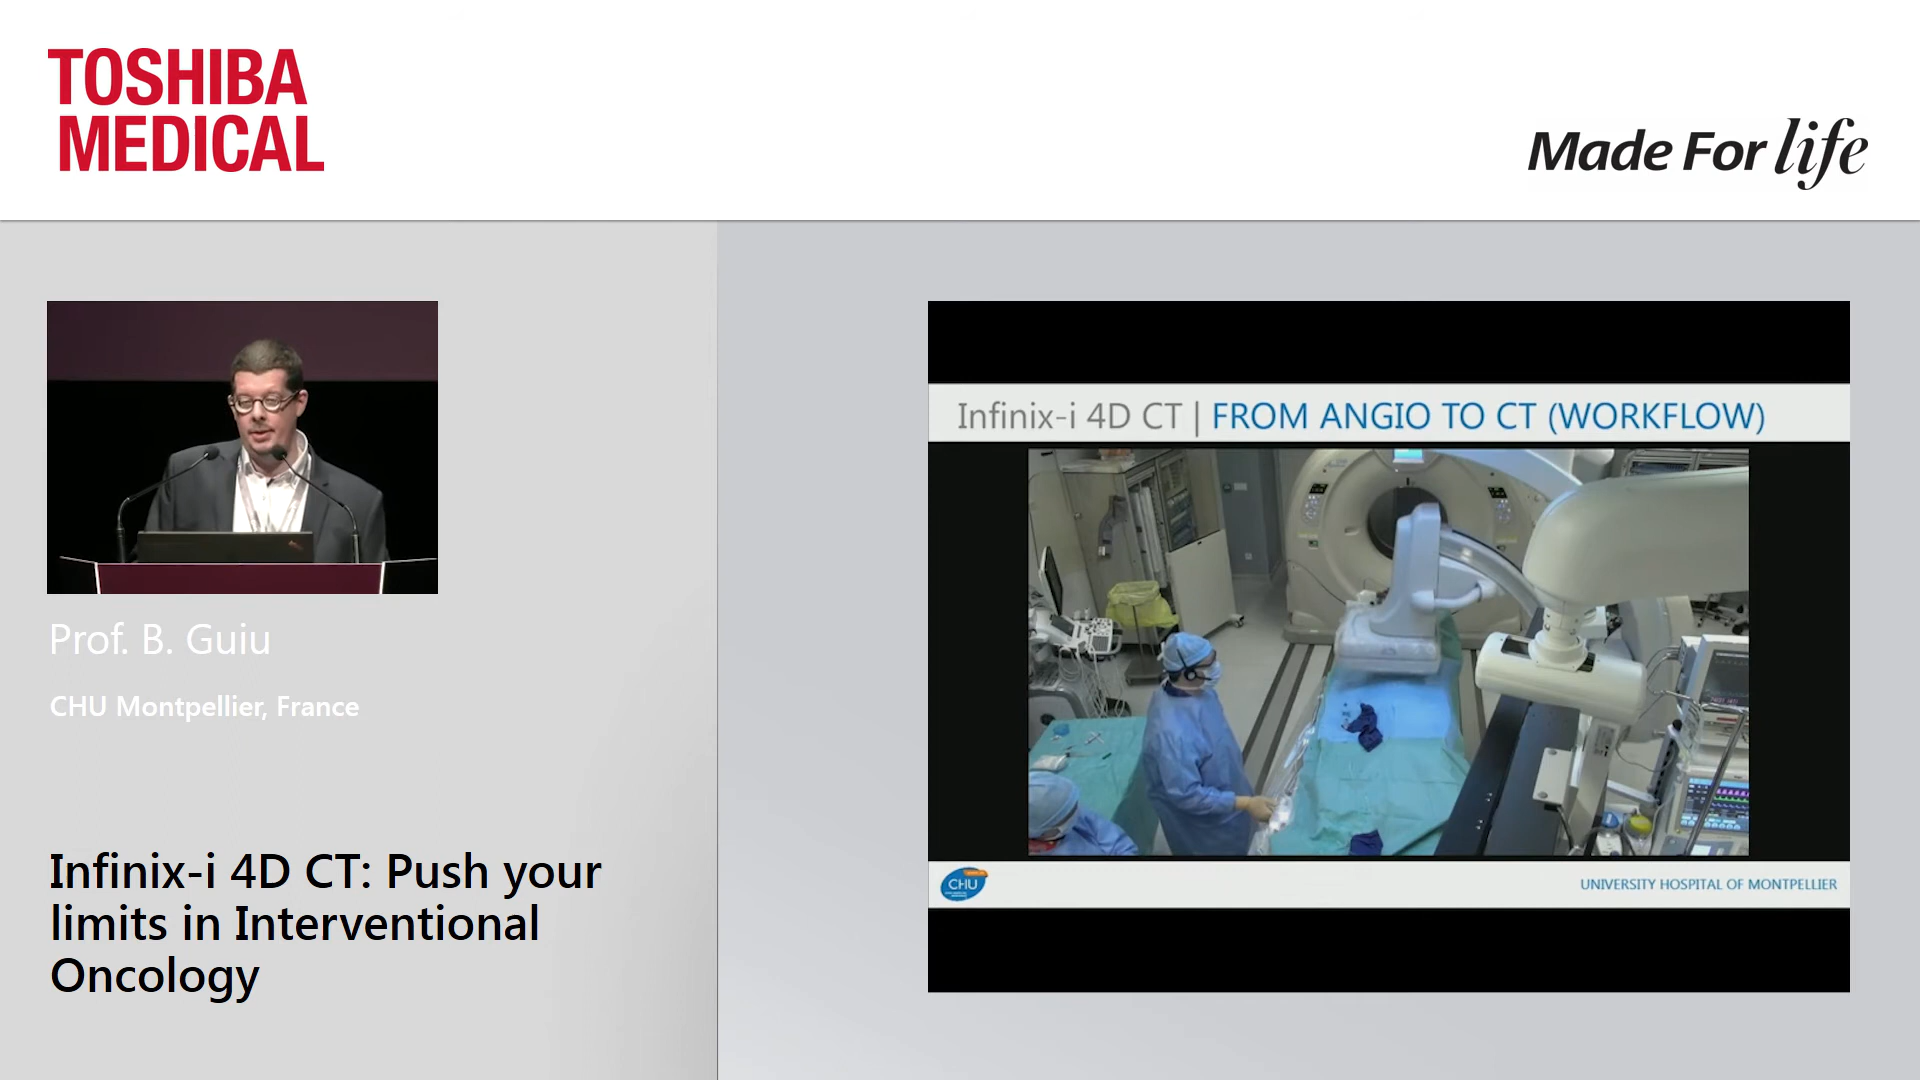 TOSHIBA
MEDICAL
Made For life
Infinix-i 4D CT | FROM ANGIO TO CT (WORKFLOW)
Prof. B. Guiu
CHU Montpellier, France
Infinix-i 4D CT: Push your
limits in Interventional
Oncology
CHU
UNIVERSITY HOSPITAL OF MONTPELLIER